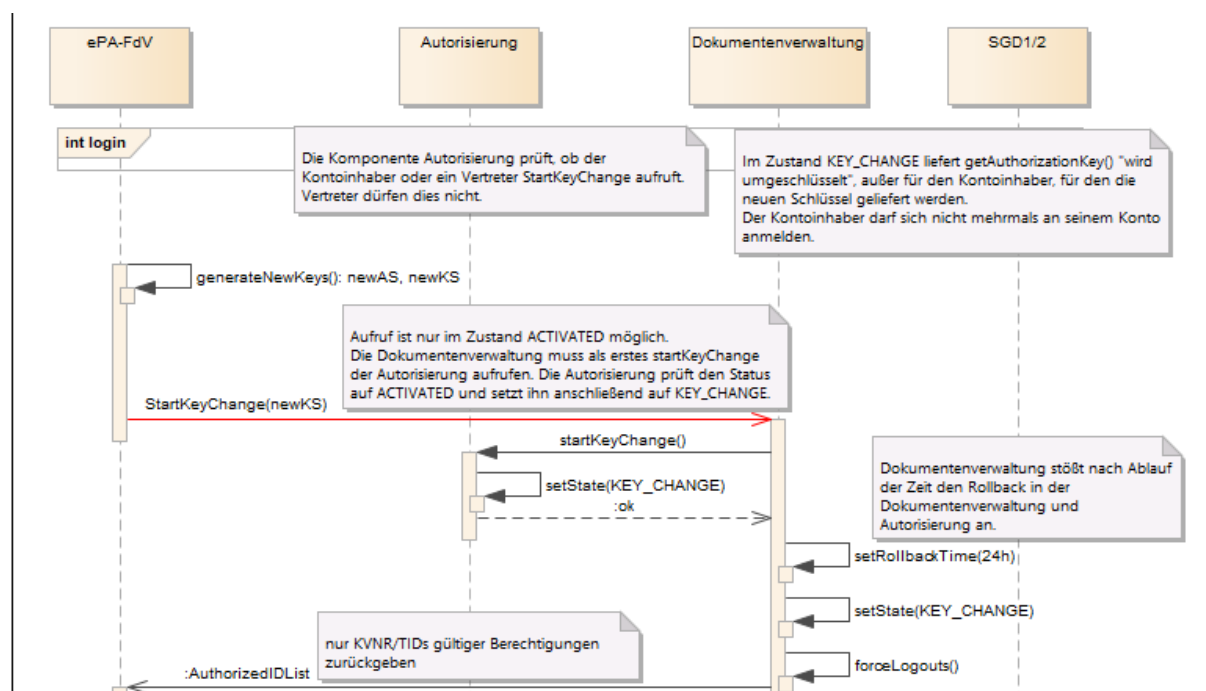 ePA-FdV
Autorisierung
Dokumentenverwaltung
SGD1/2
int login
Die Komponente Autorisierung prüft, ob der
Kontoinhaber oder ein Vertreter StartKeyChange aufruft.
Vertreter dürfen dies nicht.
Im Zustand KEY_CHANGE liefert getAuthorizationKey() "wird
umgeschlüsselt", außer für den Kontoinhaber, für den die
neuen Schlüssel geliefert werden.
Der Kontoinhaber darf sich nicht mehrmals an seinem Konto
anmelden.
generateNewKeys(): newAS, newKS
Aufruf ist nur im Zustand ACTIVATED möglich.
Die Dokumentenverwaltung muss als erstes startKeyChange
der Autorisierung aufrufen. Die Autorisierung prüft den Status
auf ACTIVATED und setzt ihn anschließend auf KEY_CHANGE.
StartKeyChange(newKS)
startKeyChange()
setState(KEY_CHANGE)
:ok
Dokumentenverwaltung stößt nach Ablauf
der Zeit den Rollback in der
Dokumentenverwaltung und
Autorisierung an.
setRollbackTime(24h)
setState(KEY_CHANGE)
nur KVNR/TIDs gültiger Berechtigungen
zurückgeben
forceLogouts()
:AuthorizedIDList